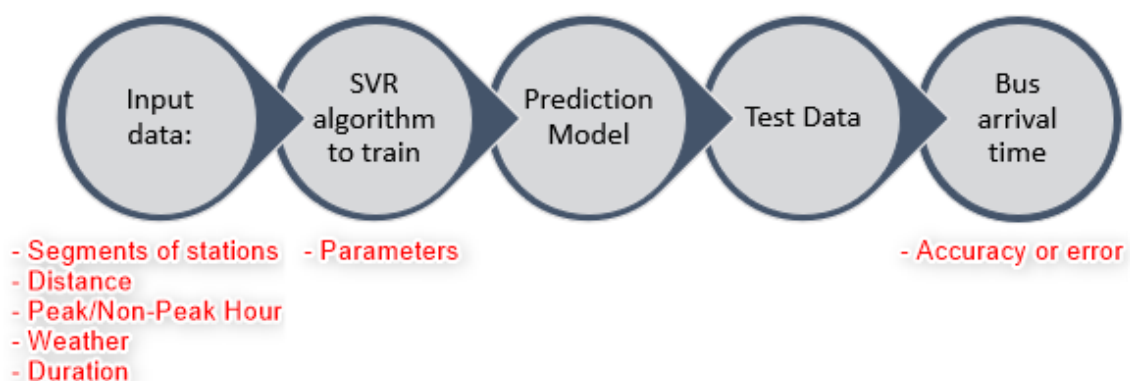 Input
data:
SVR
algorithm
to train
Prediction
Model
Test Data
Bus
arrival
time
- Segments of stations
- Distance
- Peak/Non-Peak Hour
- Weather
- Duration
- Parameters
- Accuracy or error